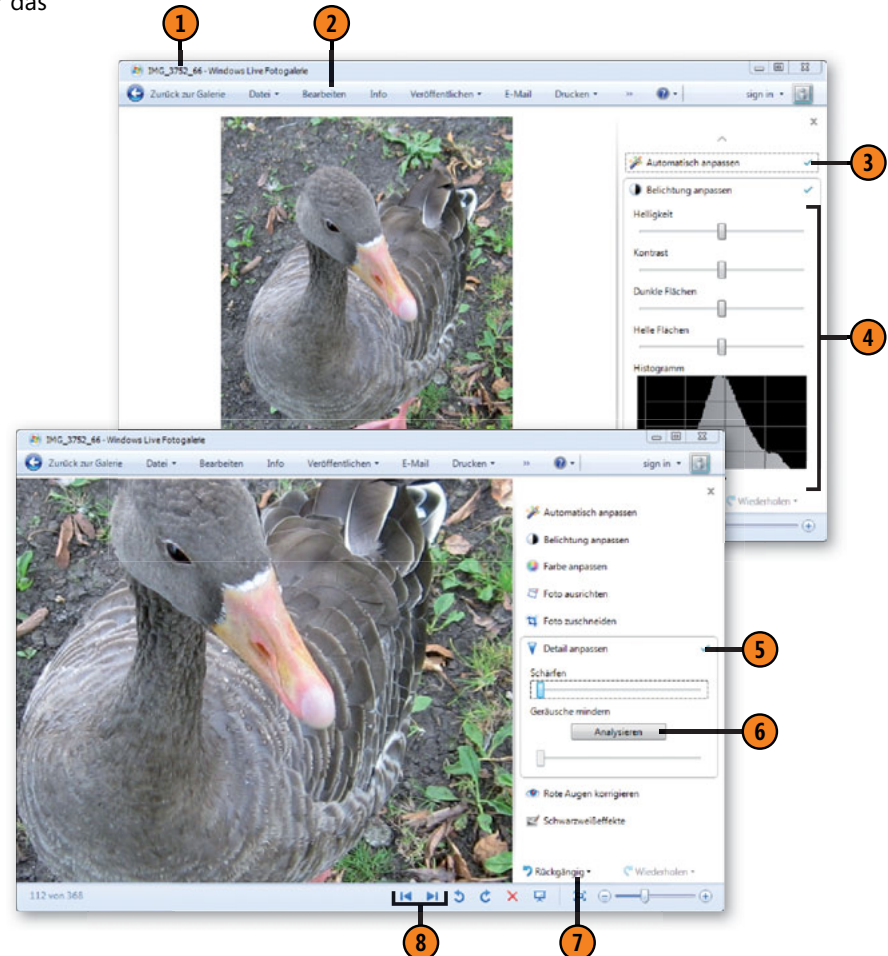 das
1
2
IMG_3752_66 - Windows Live Fotogalerie
Zurück zur Galerie Datei Bearbeiten Info Veröffentlichen E-Mail Drucken » ? sign in
Automatisch anpassen
3
Belichtung anpassen
Helligkeit
Kontrast
Dunkle Flächen
4
Helle Flächen
Histogramm
Wiederholen
IMG_3752_66 - Windows Live Fotogalerie
Zurück zur Galerie Datei Bearbeiten Info Veröffentlichen E-Mail Drucken » ? sign in
Automatisch anpassen
Belichtung anpassen
Farbe anpassen
Foto ausrichten
Foto zuschneiden
Detail anpassen
5
Schärfen
Geräusche mindern
Analysieren
6
Rote Augen korrigieren
Schwarzweißeffekte
Rückgängig Wiederholen
112 von 368
8
7